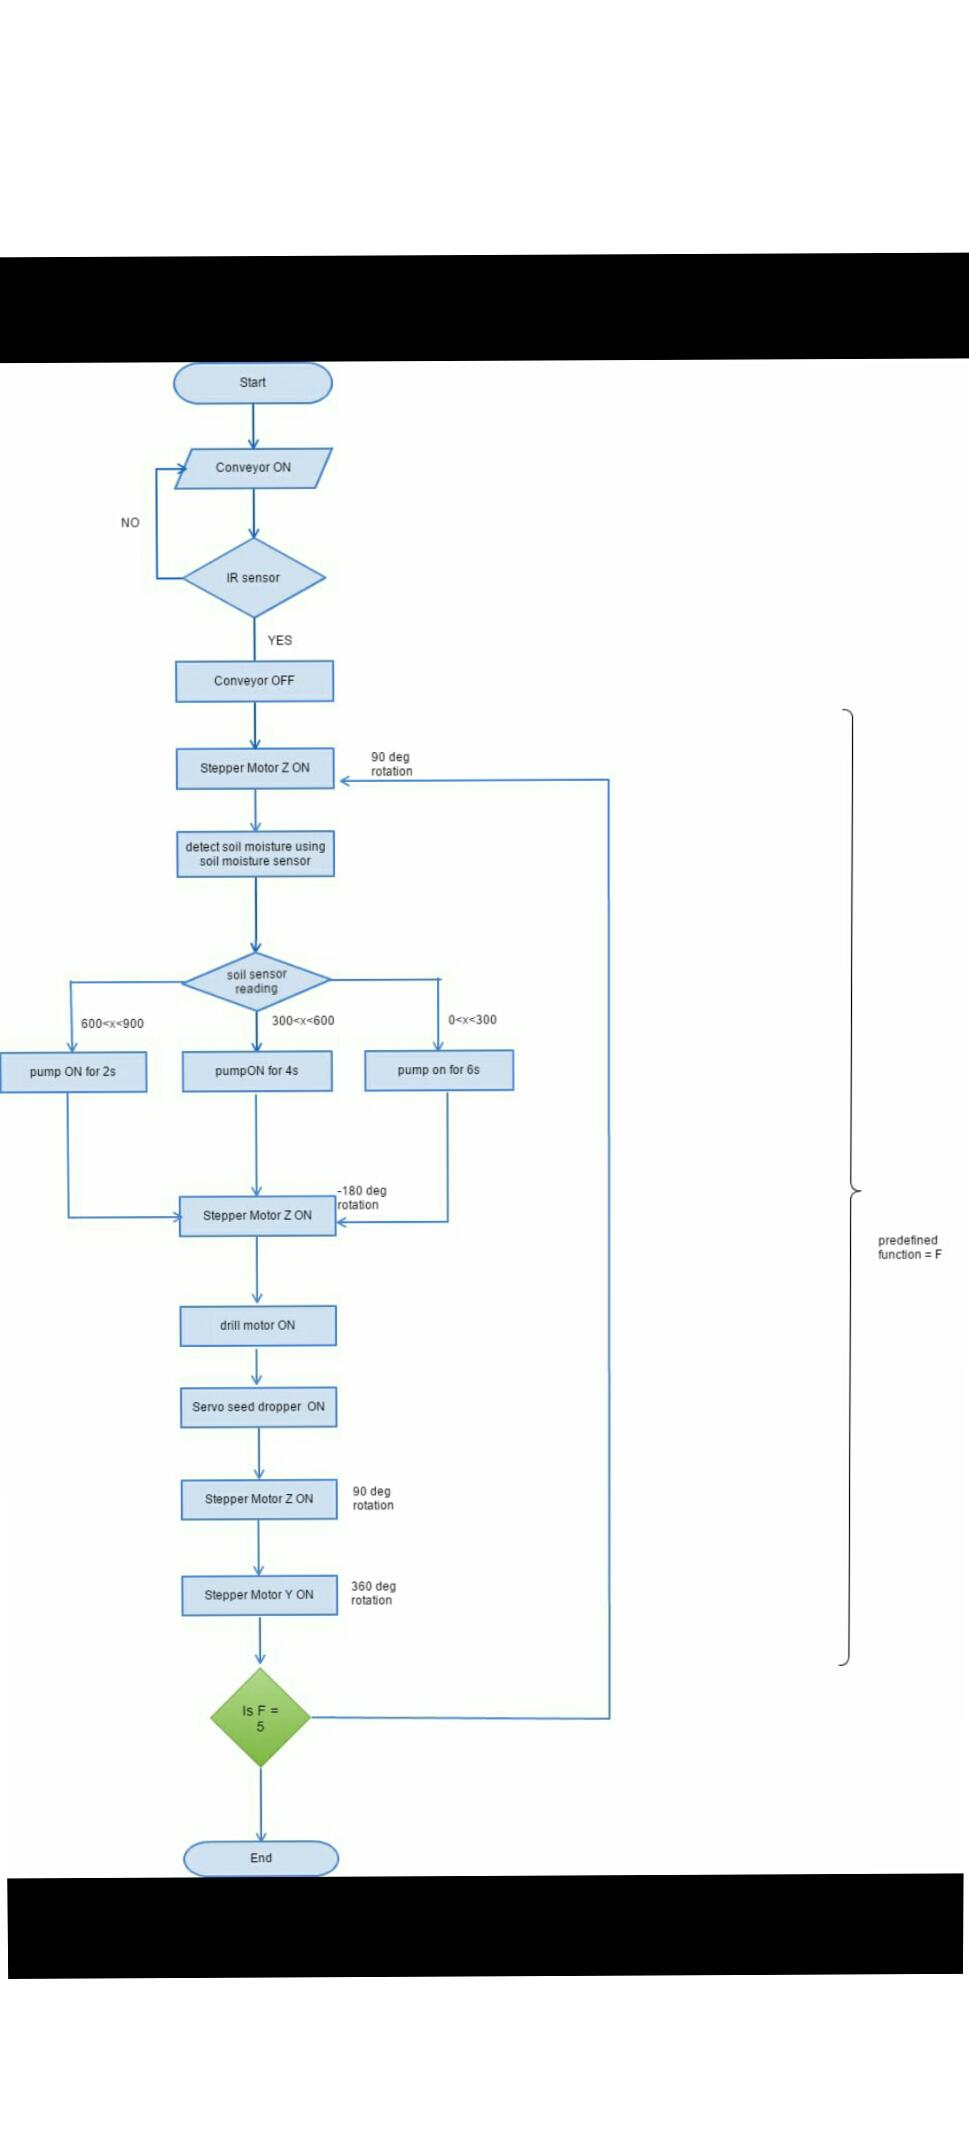 Start
Conveyor ON
NO
IR sensor
YES
Conveyor OFF
Stepper Motor Z ON
90 deg
rotation
detect soil moisture using
soil moisture sensor
soil sensor
reading
600<x<900
300<x<600
0<x<300
pump ON for 2s
pumpON for 4s
pump on for 6s
-180 deg
rotation
Stepper Motor Z ON
predefined
function = F
drill motor ON
Servo seed dropper  ON
Stepper Motor Z ON
90 deg
rotation
Stepper Motor Y ON
360 deg
rotation
Is F =
5
End